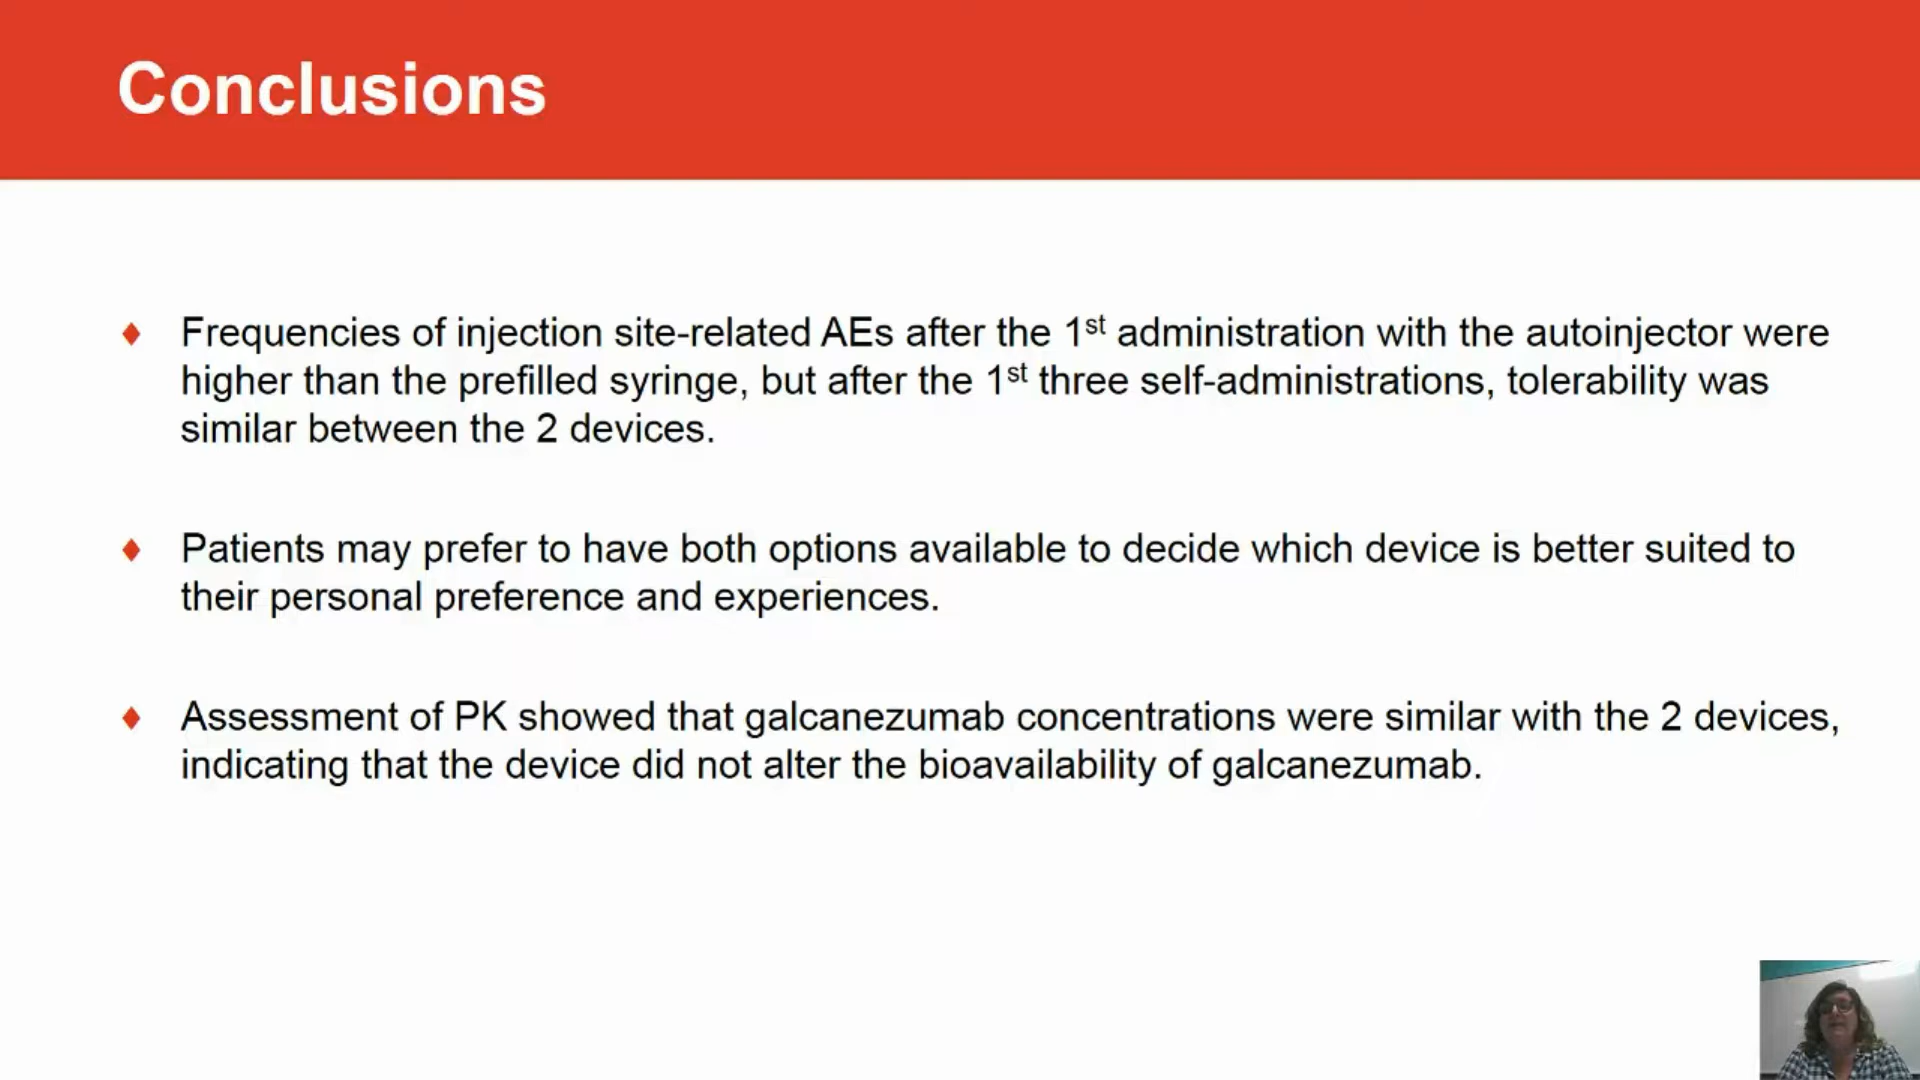 Conclusions
Frequencies of injection site-related AEs after the 1st administration with the autoinjector were
higher than the prefilled syringe, but after the 1st three self-administrations, tolerability was
similar between the 2 devices.
Patients may prefer to have both options available to decide which device is better suited to
their personal preference and experiences.
Assessment of PK showed that galcanezumab concentrations were similar with the 2 devices,
indicating that the device did not alter the bioavailability of galcanezumab.